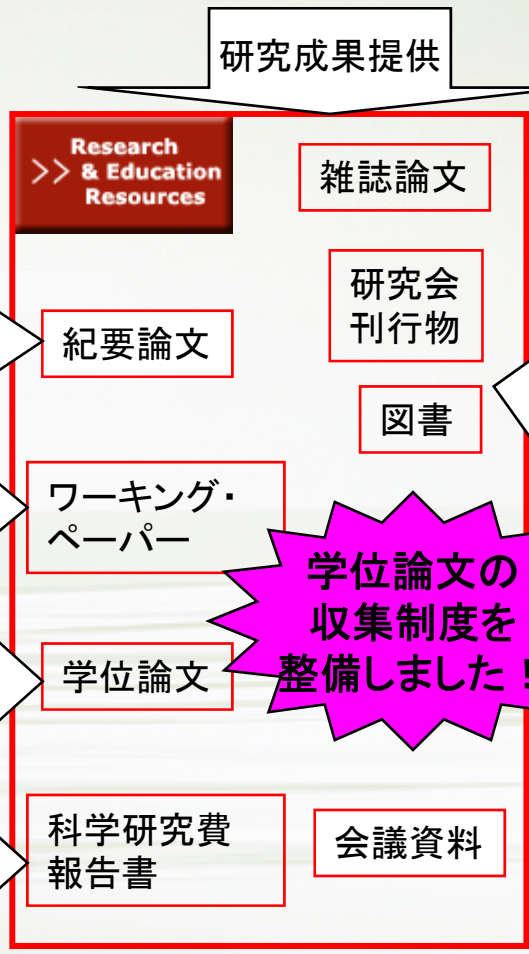 研究成果提供
Research
>> & Education
Resources
雑誌論文
研究会
刊行物
紀要論文
図書
ワーキング・
ペーパー
学位論文の
収集制度を
整備しました！
学位論文
科学研究費
報告書
会議資料